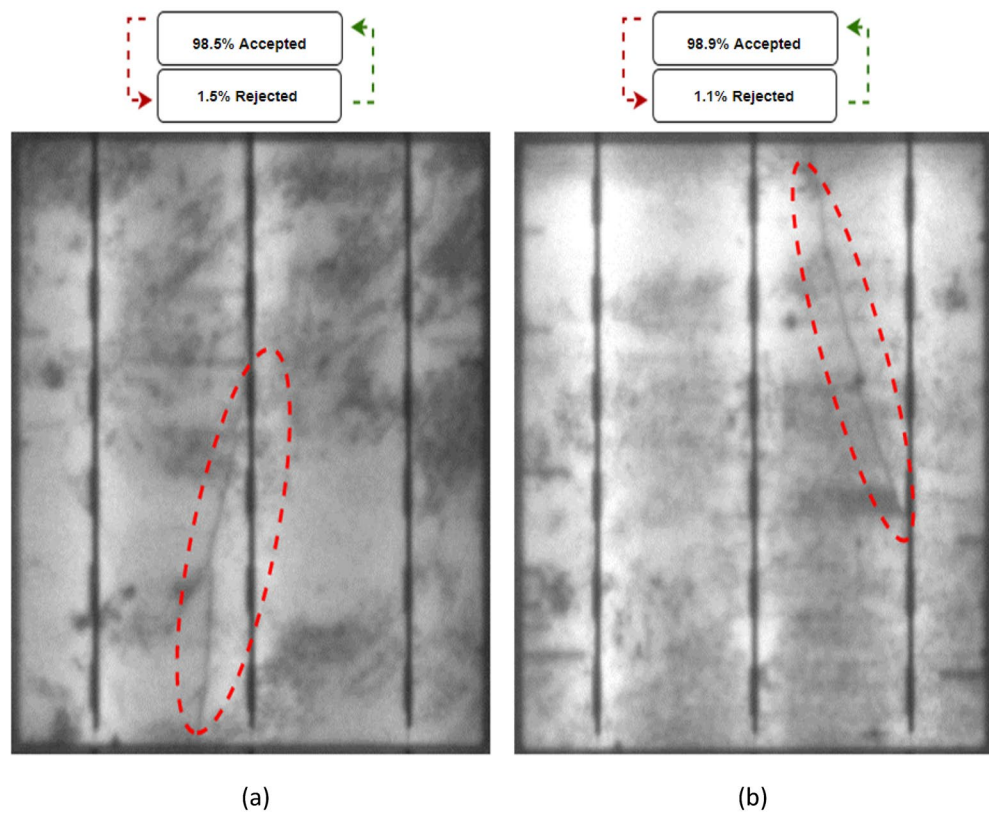 98.5% Accepted
1.5% Rejected
98.9% Accepted
1.1% Rejected
(a)
(b)